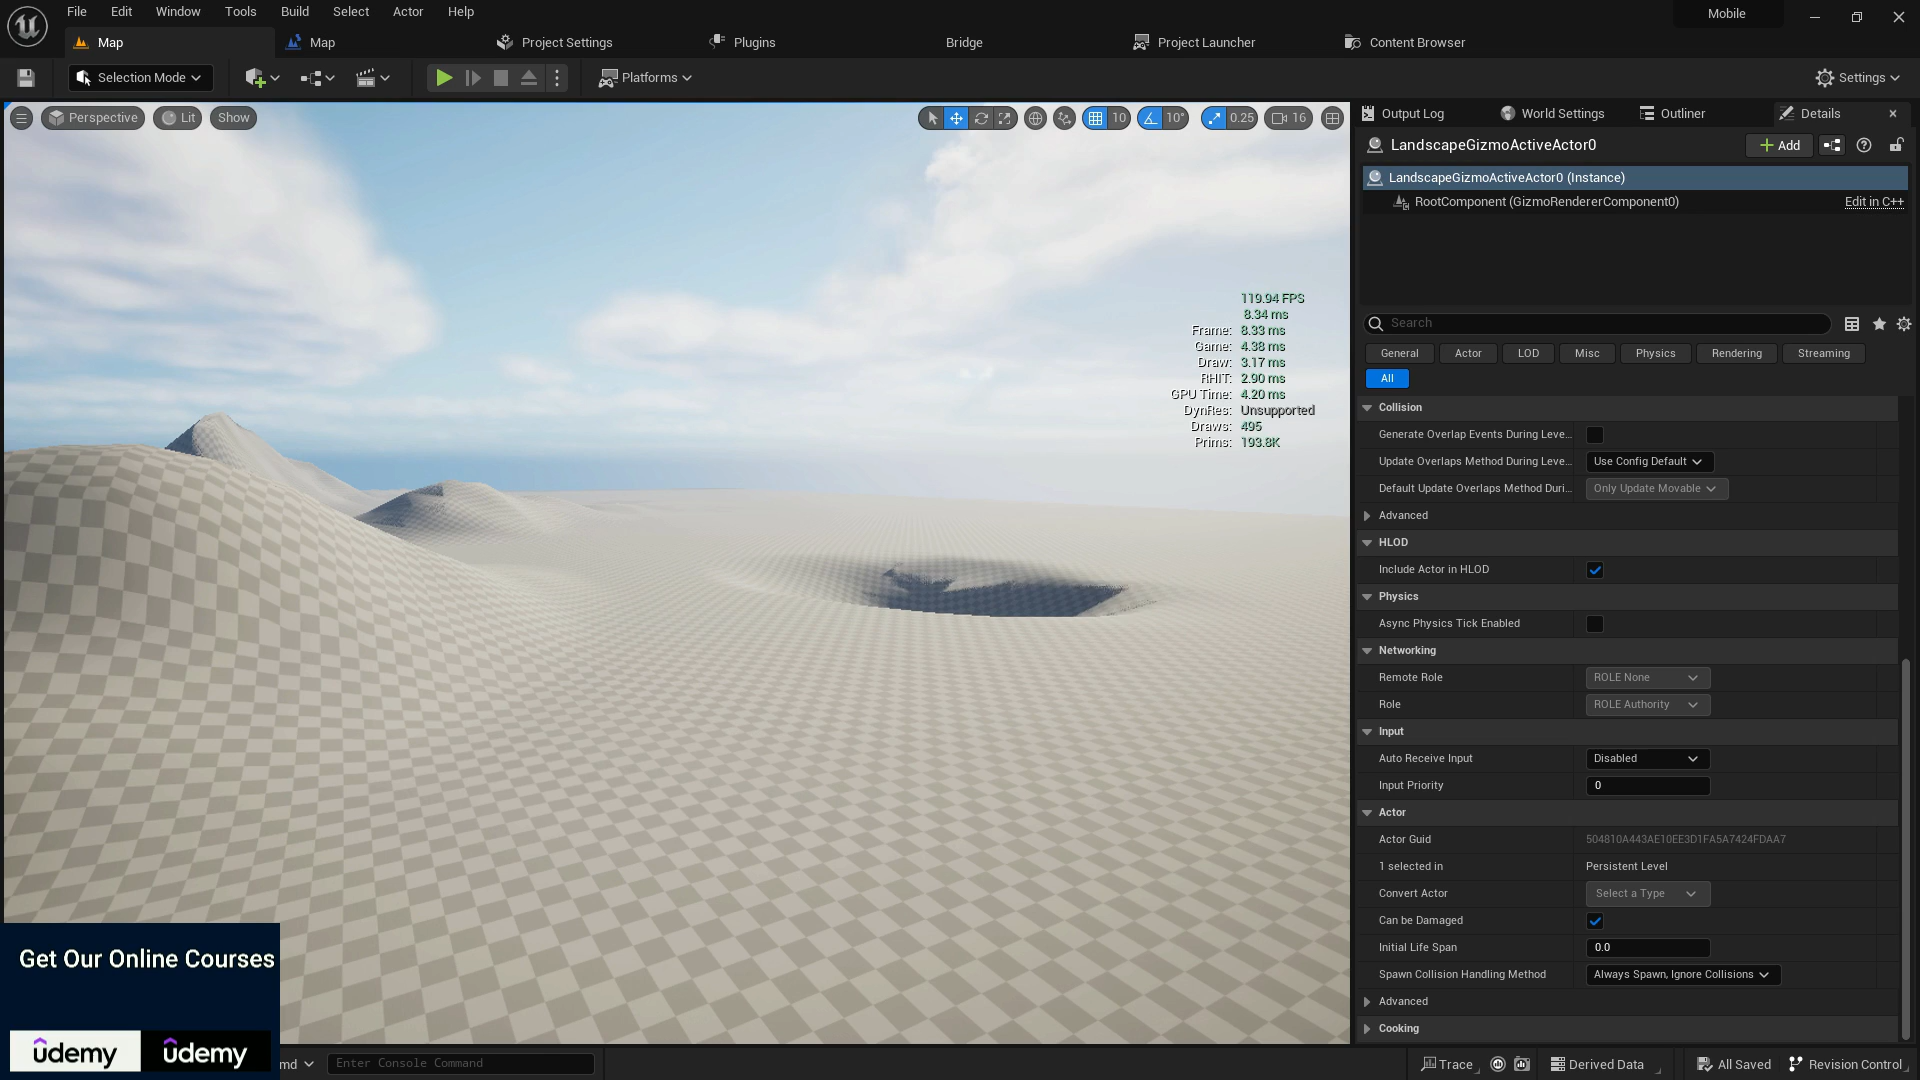 File Edit Window Tools Build Select Actor Help
Mobile
Map
Map
Project Settings
Plugins
Bridge
Project Launcher
Content Browser
Selection Mode
Platforms
Settings
Perspective
Lit
Show
10
10°
0.25
16
119.94 FPS
8.34 ms
Frame: 8.33 ms
Game: 4.38 ms
Draw: 3.17 ms
RHIT: 2.90 ms
GPU Time: 4.20 ms
DynRes: Unsupported
Draws: 495
Prims: 193.8K
Output Log
World Settings
Outliner
Details
LandscapeGizmoActiveActor0
Add
LandscapeGizmoActiveActor0 (Instance)
RootComponent (GizmoRendererComponent0)
Edit in C++
Search
General Actor LOD Misc Physics Rendering Streaming
All
Collision
Generate Overlap Events During Leve...
Update Overlaps Method During Leve... Use Config Default
Default Update Overlaps Method Duri... Only Update Movable
Advanced
HLOD
Include Actor in HLOD
Physics
Async Physics Tick Enabled
Networking
Remote Role ROLE None
Role ROLE Authority
Input
Auto Receive Input Disabled
Input Priority 0
Actor
Actor Guid 504810A443AE10EE3D1FA5A7424FDAA7
1 selected in Persistent Level
Convert Actor Select a Type
Can be Damaged
Initial Life Span 0.0
Spawn Collision Handling Method Always Spawn, Ignore Collisions
Advanced
Cooking
Get Our Online Courses
udemy udemy
md
Enter Console Command
Trace
Derived Data
All Saved
Revision Control